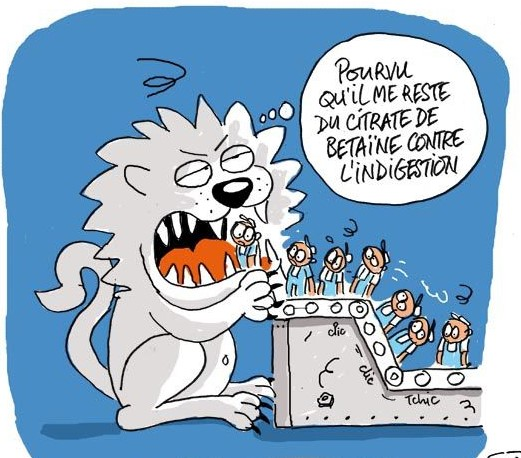 POURVU
QU'IL ME RESTE
DU CITRATE DE
BETAÏNE CONTRE
L'INDIGESTION
clic
clic
Tchic